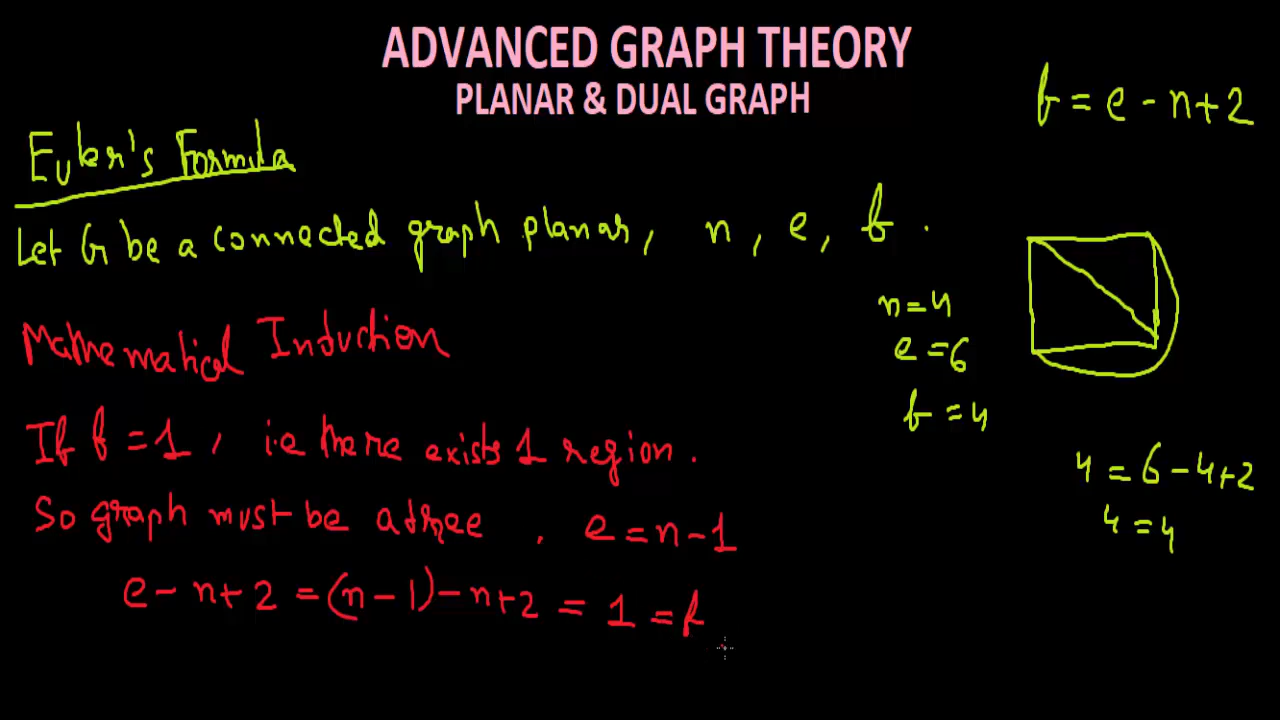 ADVANCED GRAPH THEORY
PLANAR & DUAL GRAPH
f = e - n + 2
Euler's Formula
Let G be a connected graph planar, n, e, f.
n = 4
e = 6
f = 4
Mathematical Induction
If f = 1, i.e there exists 1 region.
4 = 6 - 4 + 2
4 = 4
So graph must be a tree. e = n - 1
e - n + 2 = (n - 1) - n + 2 = 1 = f